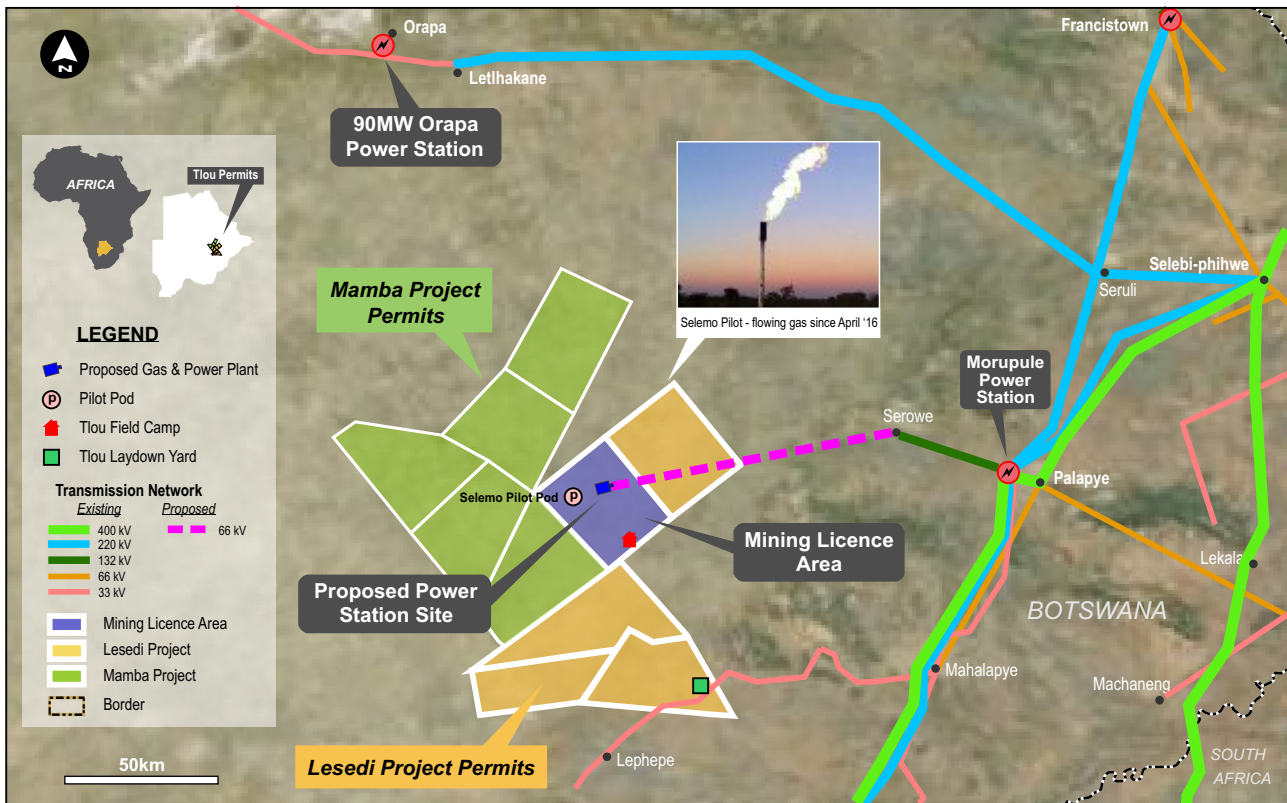 Orapa
Letlhakane
Francistown
90MW Orapa
Power Station
N
AFRICA
Tlou Permits
Selemo Pilot - flowing gas since April ‘16
Mamba Project
Permits
Selebi-phihwe
Seruli
LEGEND
Proposed Gas & Power Plant
P
Pilot Pod
Tlou Field Camp
Tlou Laydown Yard
Transmission Network
Existing
Proposed
400 kV
66 kV
220 kV
132 kV
66 kV
33 kV
Mining Licence Area
Lesedi Project
Mamba Project
Border
50km
Morupule
Power
Station
Serowe
Palapye
Selemo Pilot Pod
P
Mining Licence
Area
Proposed Power
Station Site
Lekala
BOTSWANA
Mahalapye
Machaneng
Lesedi Project Permits
Lephepe
SOUTH
AFRICA